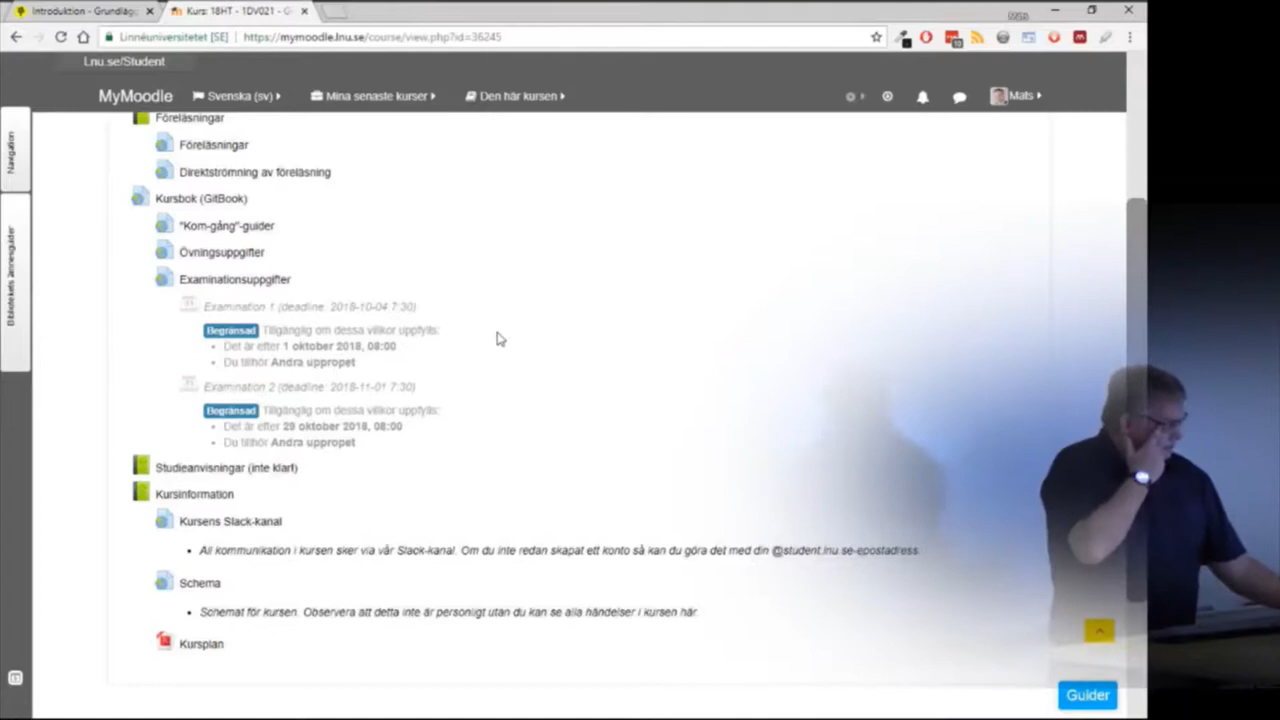 Introduktion - Grundläg
Kurs: 18HT - 1DV021 - G
Linnéuniversitetet [SE] https://mymoodle.lnu.se/course/view.php?id=36245
Lnu.se/Student
MyMoodle Svenska (sv) Mina senaste kurser Den här kursen Mats
Navigation
Bibliotekets ämnesguider
Föreläsningar
Föreläsningar
Direktströmning av föreläsning
Kursbok (GitBook)
"Kom-gång"-guider
Övningsuppgifter
Examinationsuppgifter
Examination 1 (deadline: 2018-10-04 7:30)
Begränsad Tillgänglig om dessa villkor uppfylls:
Det är efter 1 oktober 2018, 08:00
Du tillhör Andra uppropet
Examination 2 (deadline: 2018-11-01 7:30)
Begränsad Tillgänglig om dessa villkor uppfylls:
Det är efter 29 oktober 2018, 08:00
Du tillhör Andra uppropet
Studieanvisningar (inte klart)
Kursinformation
Kursens Slack-kanal
All kommunikation i kursen sker via vår Slack-kanal. Om du inte redan skapat ett konto så kan du göra det med din @student.lnu.se-epostadress
Schema
Schemat för kursen. Observera att detta inte är personligt utan du kan se alla händelser i kursen här.
Kursplan
Guider